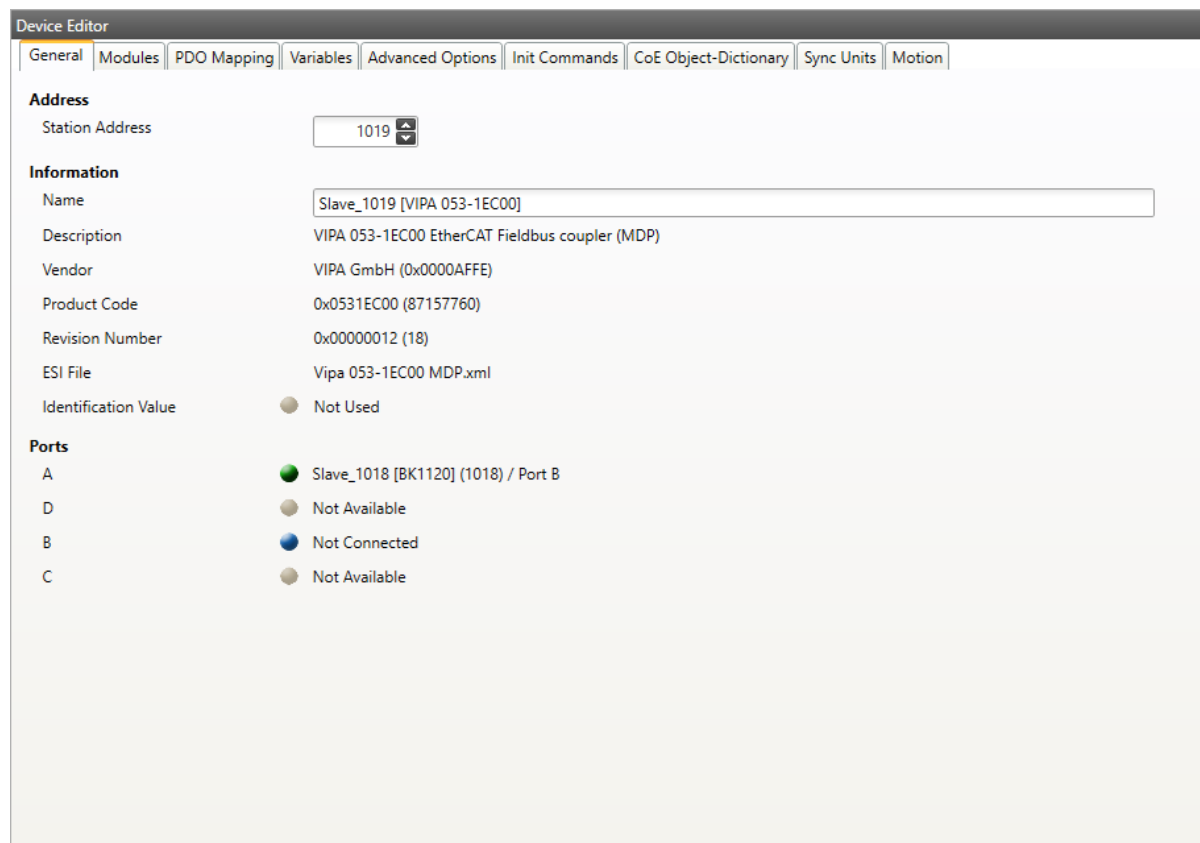 Device Editor
General Modules PDO Mapping Variables Advanced Options Init Commands CoE Object-Dictionary Sync Units Motion
Address
Station Address 1019
Information
Name Slave_1019 [VIPA 053-1EC00]
Description VIPA 053-1EC00 EtherCAT Fieldbus coupler (MDP)
Vendor VIPA GmbH (0x0000AFFE)
Product Code 0x0531EC00 (87157760)
Revision Number 0x00000012 (18)
ESI File Vipa 053-1EC00 MDP.xml
Identification Value Not Used
Ports
A Slave_1018 [BK1120] (1018) / Port B
D Not Available
B Not Connected
C Not Available